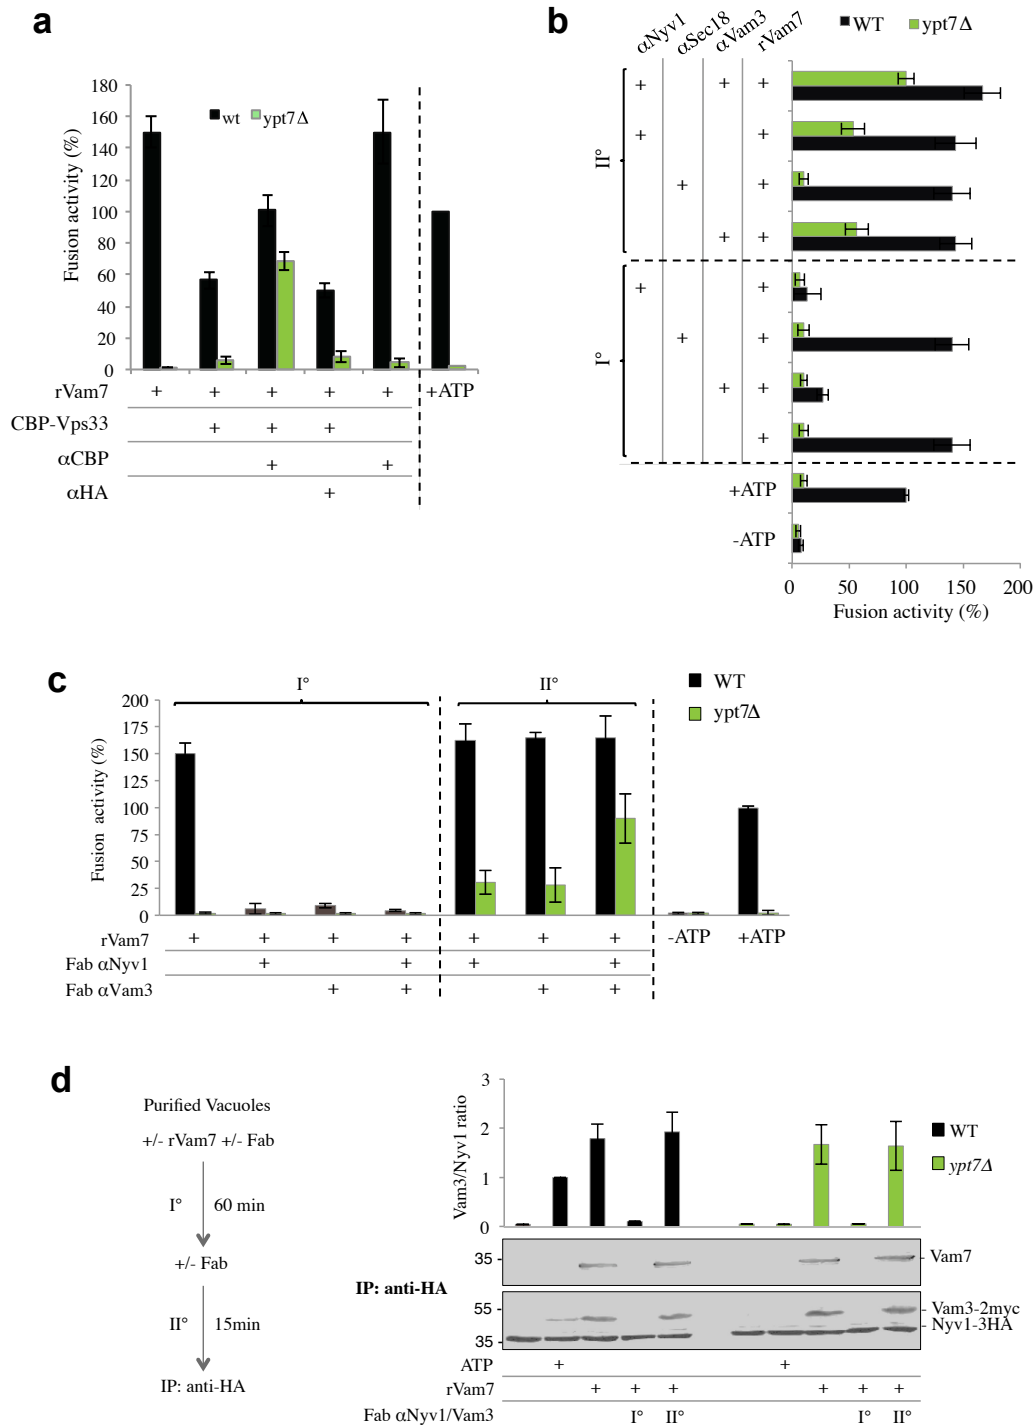 a
Fusion activity (%)
180
160
140
120
100
80
60
40
20
0
wt ypt7Δ
rVam7 + + + + + +ATP
CBP-Vps33 + + +
αCBP + +
αHA +
b
αNyv1 αSec18 αVam3 rVam7
WT ypt7Δ
II°
+ + +
+ +
+ +
+ +
I°
+ +
+ +
+ +
+
+ATP
-ATP
0 50 100 150 200
Fusion activity (%)
c
I° II°
WT
ypt7Δ
Fusion activity (%)
200
175
150
125
100
75
50
25
0
rVam7 + + + + + + + -ATP +ATP
Fab αNyv1 + + + +
Fab αVam3 + + + +
d
Purified Vacuoles
+/- rVam7 +/- Fab
I° 60 min
+/- Fab
II° 15min
IP: anti-HA
Vam3/Nyv1 ratio
3
2
1
0
WT
ypt7Δ
IP: anti-HA
35 - - Vam7
55 - - Vam3-2myc
- Nyv1-3HA
35 -
ATP + +
rVam7 + + + + + +
Fab αNyv1/Vam3 I° II° I° II°